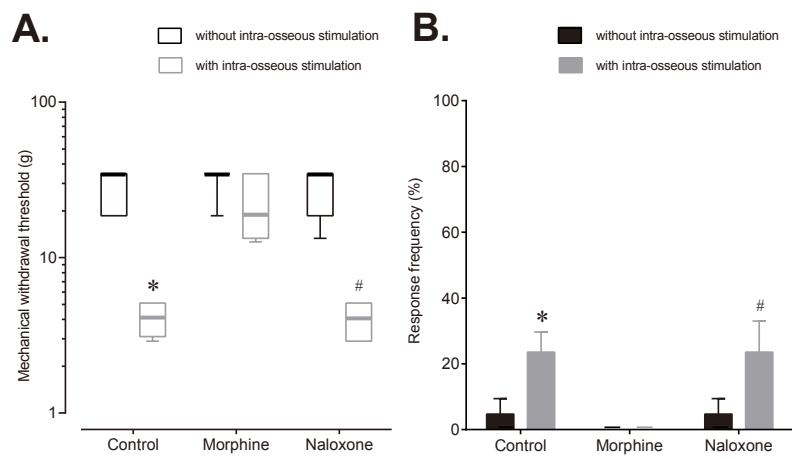 A.
without intra-osseous stimulation
with intra-osseous stimulation
Mechanical withdrawal threshold (g)
100
10
1
*
#
Control Morphine Naloxone
B.
without intra-osseous stimulation
with intra-osseous stimulation
Response frequency (%)
100
80
60
40
20
0
*
#
Control Morphine Naloxone